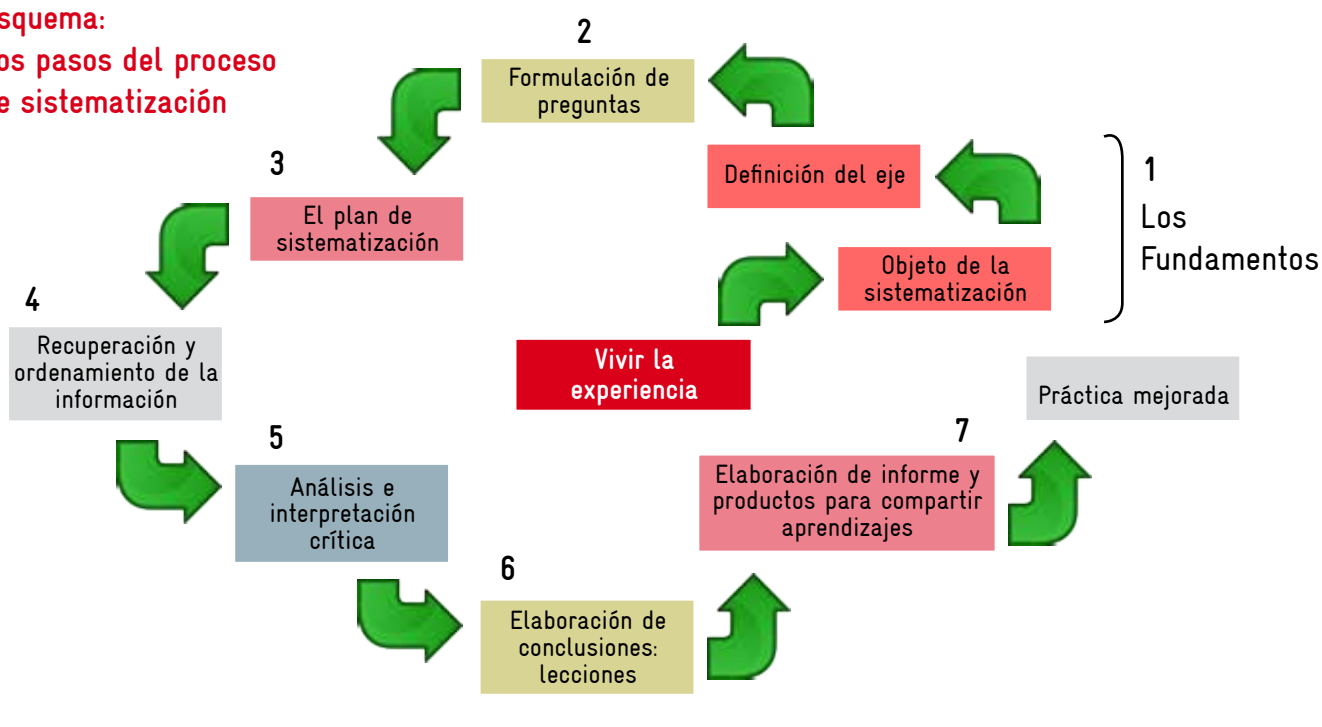 squema:
os pasos del proceso
e sistematización
2
Formulación de
preguntas
3
El plan de
sistematización
Definición del eje
1
Los
Fundamentos
Objeto de la
sistematización
4
Recuperación y
ordenamiento de la
información
Vivir la
experiencia
Práctica mejorada
5
Análisis e
interpretación
crítica
7
Elaboración de informe y
productos para compartir
aprendizajes
6
Elaboración de
conclusiones:
lecciones